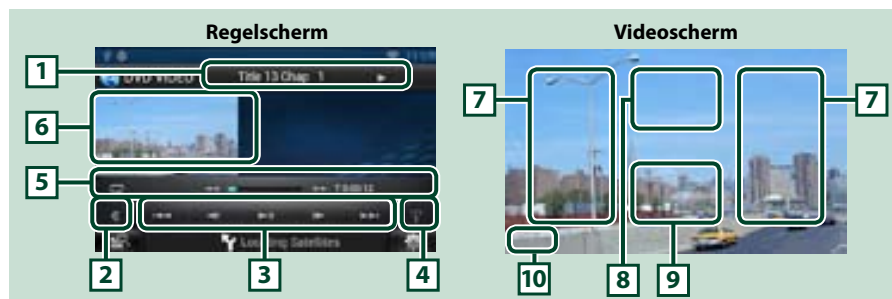 Regelscherm
Videoscherm
1
DVD VIDEO
Title 13 Chap 1
6
7
8
7
5
2
3
4
10
8
9
Locating Satellites